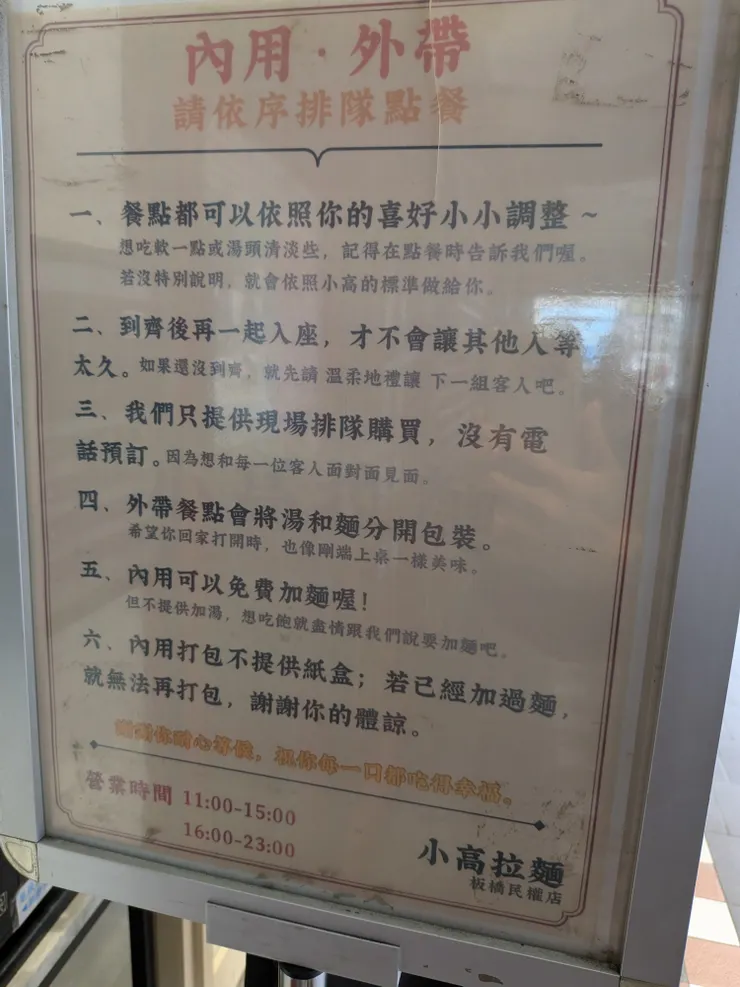 內用·外帶
請依序排隊點餐
一、餐點都可以依照你的喜好小小調整~
想吃軟一點或湯頭清淡些，記得在點餐時告訴我們喔。
若沒特別說明，就會依照小高的標準做給你。
二、到齊後再一起入座，才不會讓其他人等
太久。如果還沒到齊，就先請 溫柔地禮讓 下一組客人吧。
三、我們只提供現場排隊購買，沒有電
話預訂。因為想和每一位客人面對面見面。
四、外帶餐點會將湯和麵分開包裝。
希望你回家打開時，也像剛端上桌一樣美味。
五、內用可以免費加麵喔！
但不提供加湯，想吃飽就盡情跟我們說要加麵吧。
六、內用打包不提供紙盒；若已經加過麵，
就無法再打包，謝謝你的體諒。
謝謝你耐心等候，祝你每一口都吃得幸福。
營業時間 11:00-15:00
16:00-23:00
小高拉麵
板橋民權店